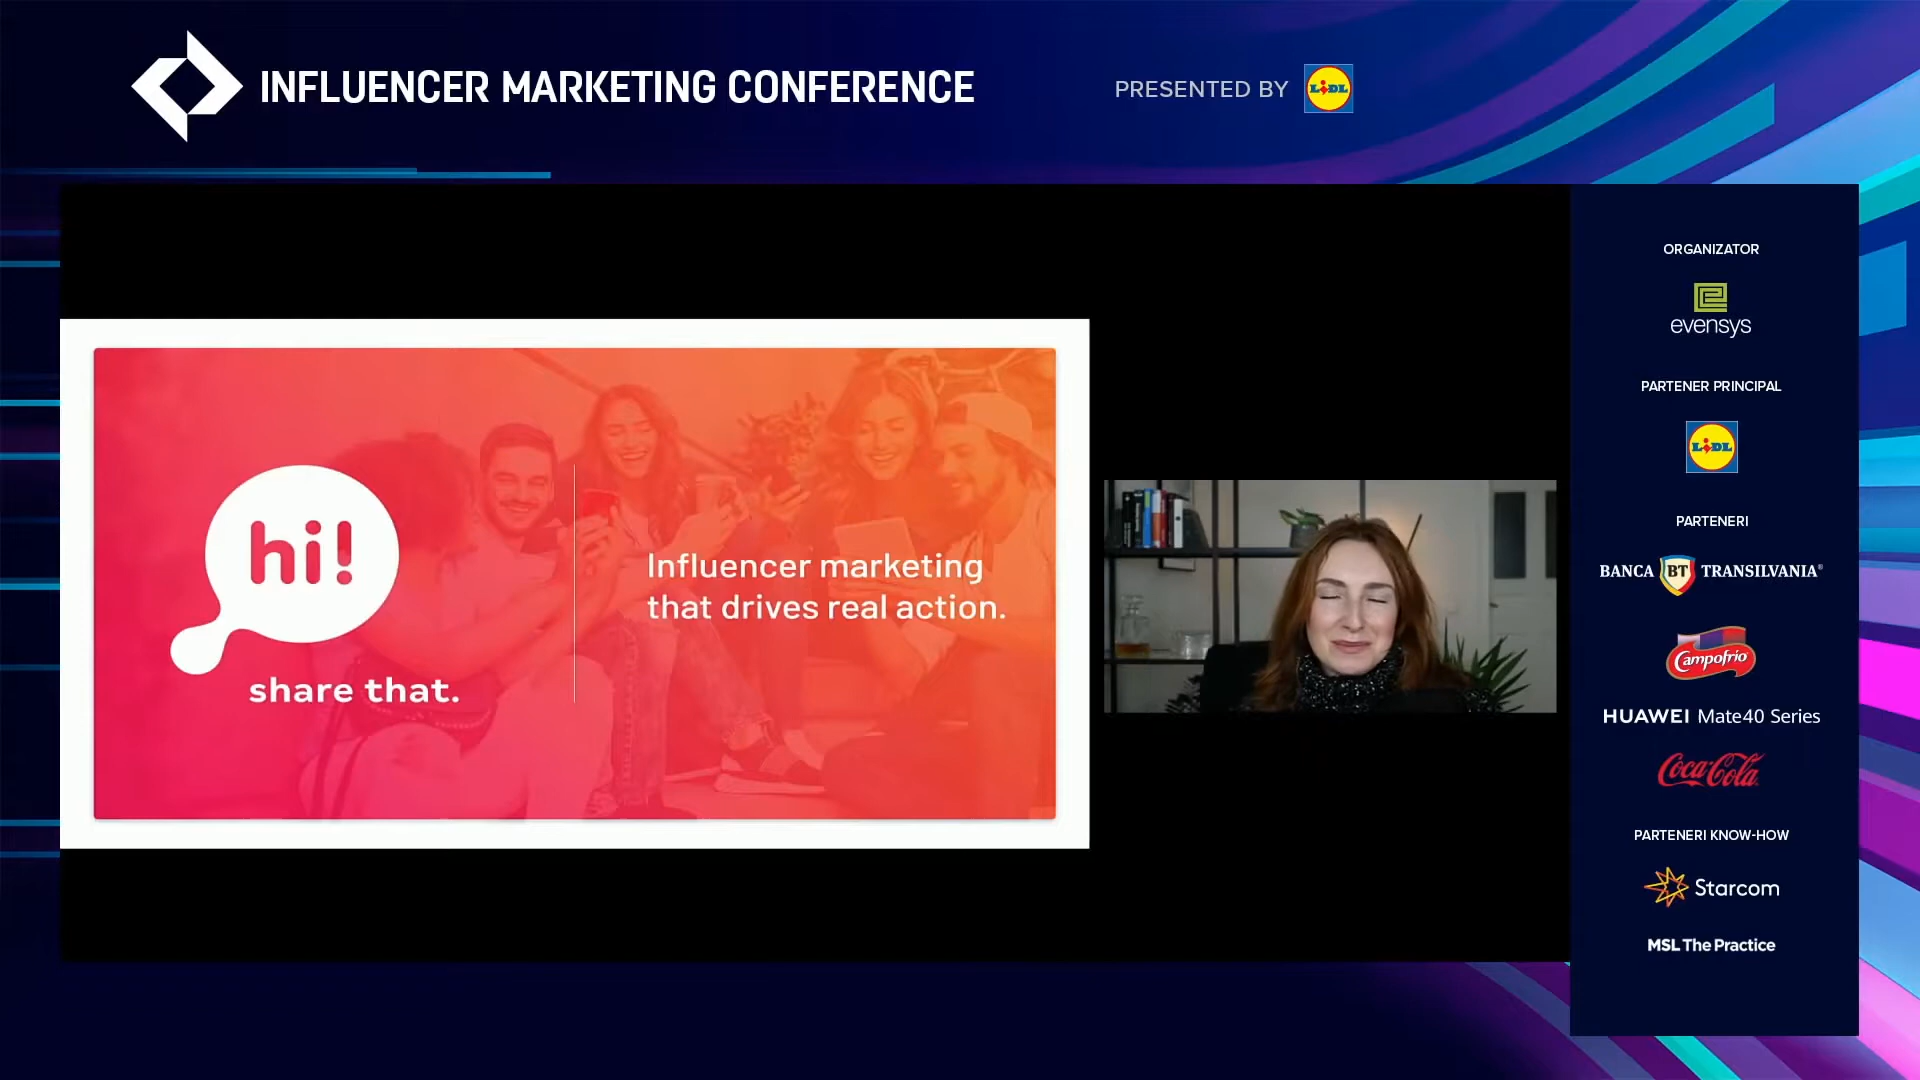 INFLUENCER MARKETING CONFERENCE
PRESENTED BY
LiDL
hi!
share that.
Influencer marketing
that drives real action.
ORGANIZATOR
evensys
PARTENER PRINCIPAL
LiDL
PARTENERI
BANCA BT TRANSILVANIA®
Campofrio
HUAWEI Mate40 Series
Coca-Cola
PARTENERI KNOW-HOW
Starcom
MSL The Practice